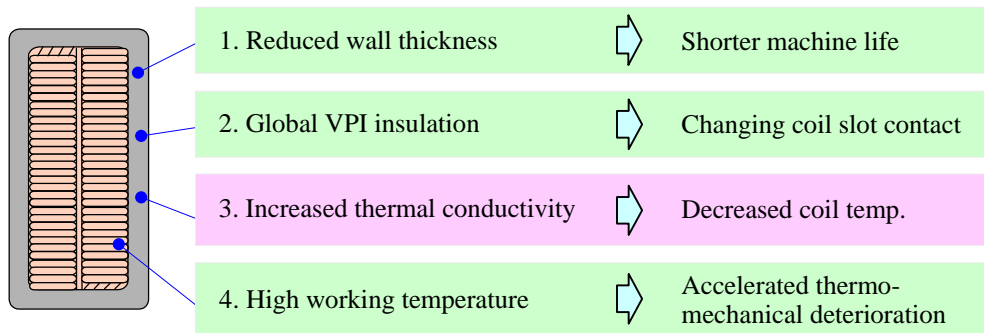 1. Reduced wall thickness
Shorter machine life
2. Global VPI insulation
Changing coil slot contact
3. Increased thermal conductivity
Decreased coil temp.
4. High working temperature
Accelerated thermo-
mechanical deterioration